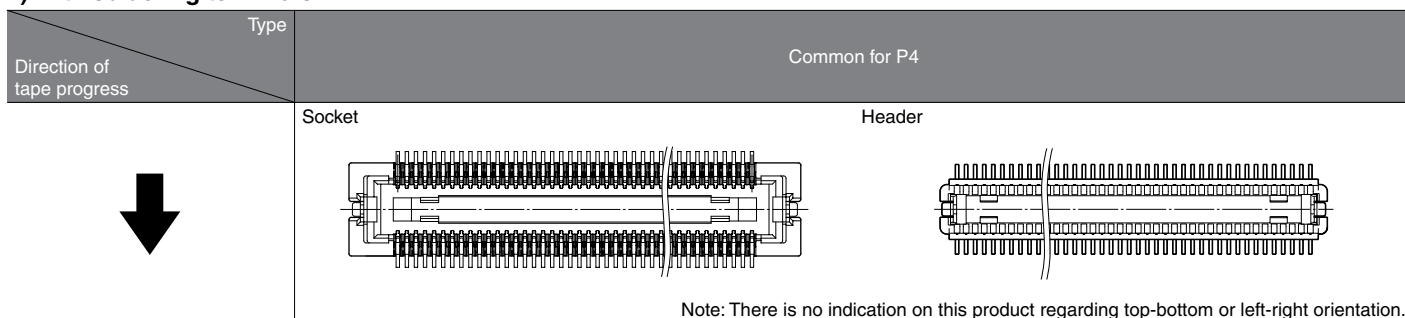 Type
Direction of
tape progress
Common for P4
Socket
Header
Note: There is no indication on this product regarding top-bottom or left-right orientation.